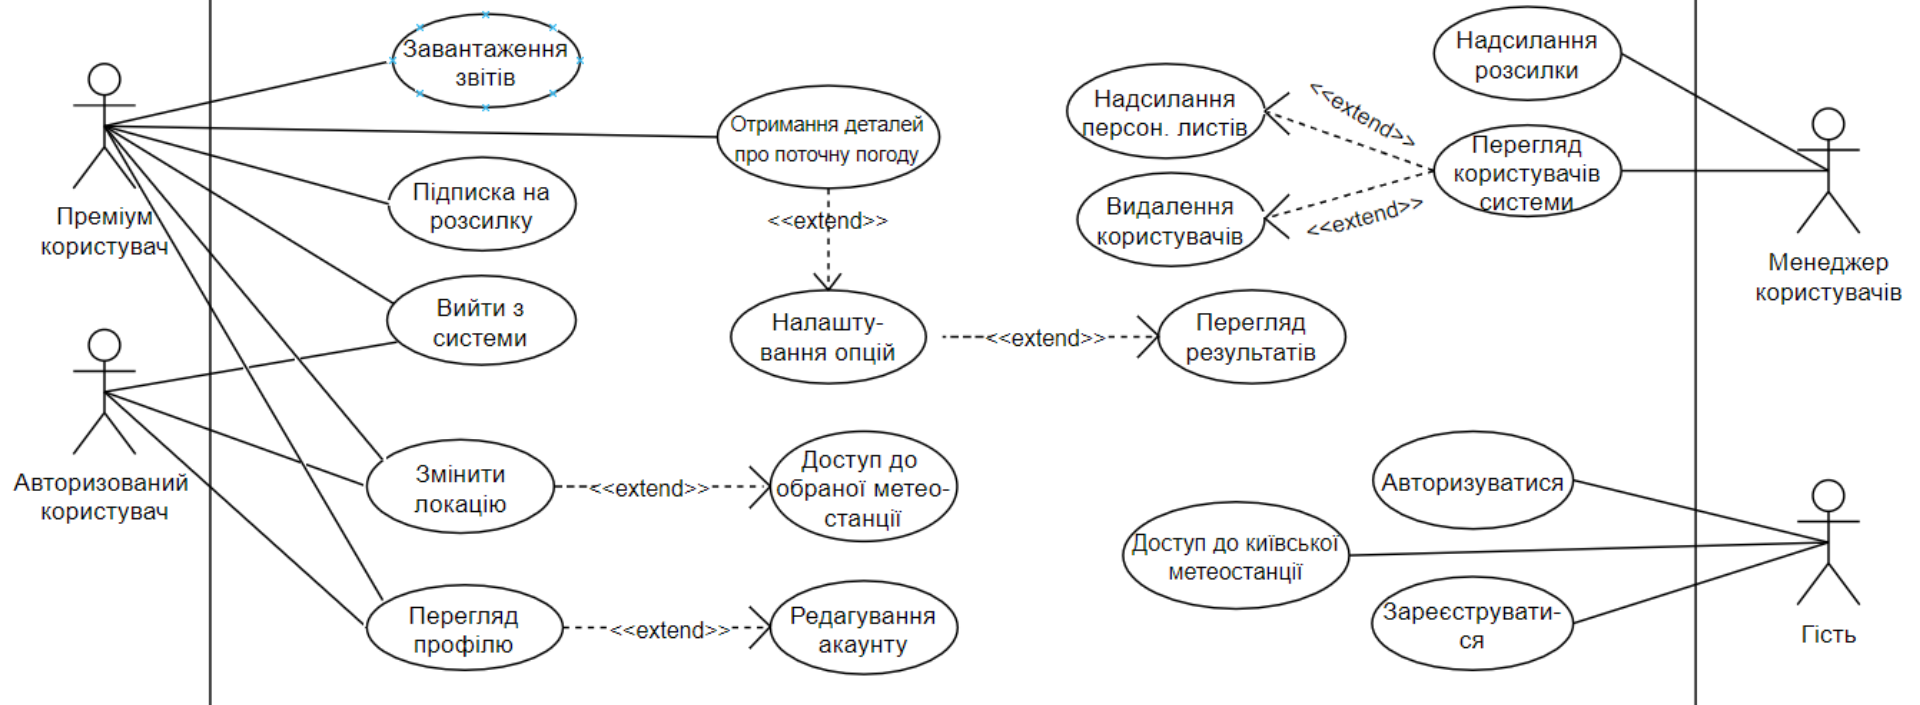 Завантаження
звітів
Отримання деталей
про поточну погоду
Підписка на
розсилку
Преміум
користувач
<<extend>>
Вийти з
системи
Налашту-
вання опцій
<<extend>>
Перегляд
результатів
Авторизований
користувач
Змінити
локацію
<<extend>>
Доступ до
обраної метео-
станції
Перегляд
профілю
<<extend>>
Редагування
акаунту
Надсилання
розсилки
Надсилання
персон. листів
<<extend>>
Перегляд
користувачів
системи
Видалення
користувачів
<<extend>>
Менеджер
користувачів
Авторизуватися
Доступ до київської
метеостанції
Зареєструвати-
ся
Гість